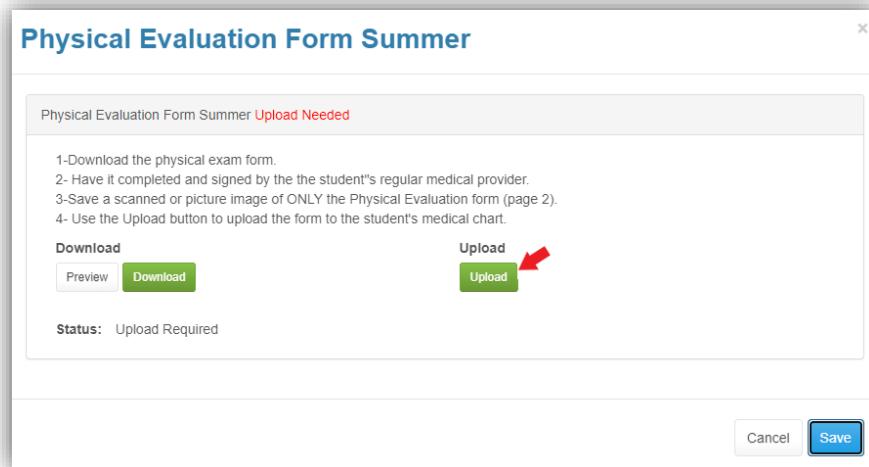 Physical Evaluation Form Summer
×
Physical Evaluation Form Summer Upload Needed
1-Download the physical exam form.
2- Have it completed and signed by the the student"s regular medical provider.
3-Save a scanned or picture image of ONLY the Physical Evaluation form (page 2).
4- Use the Upload button to upload the form to the student's medical chart.
Download Upload
Preview Download Upload
Status: Upload Required
Cancel Save